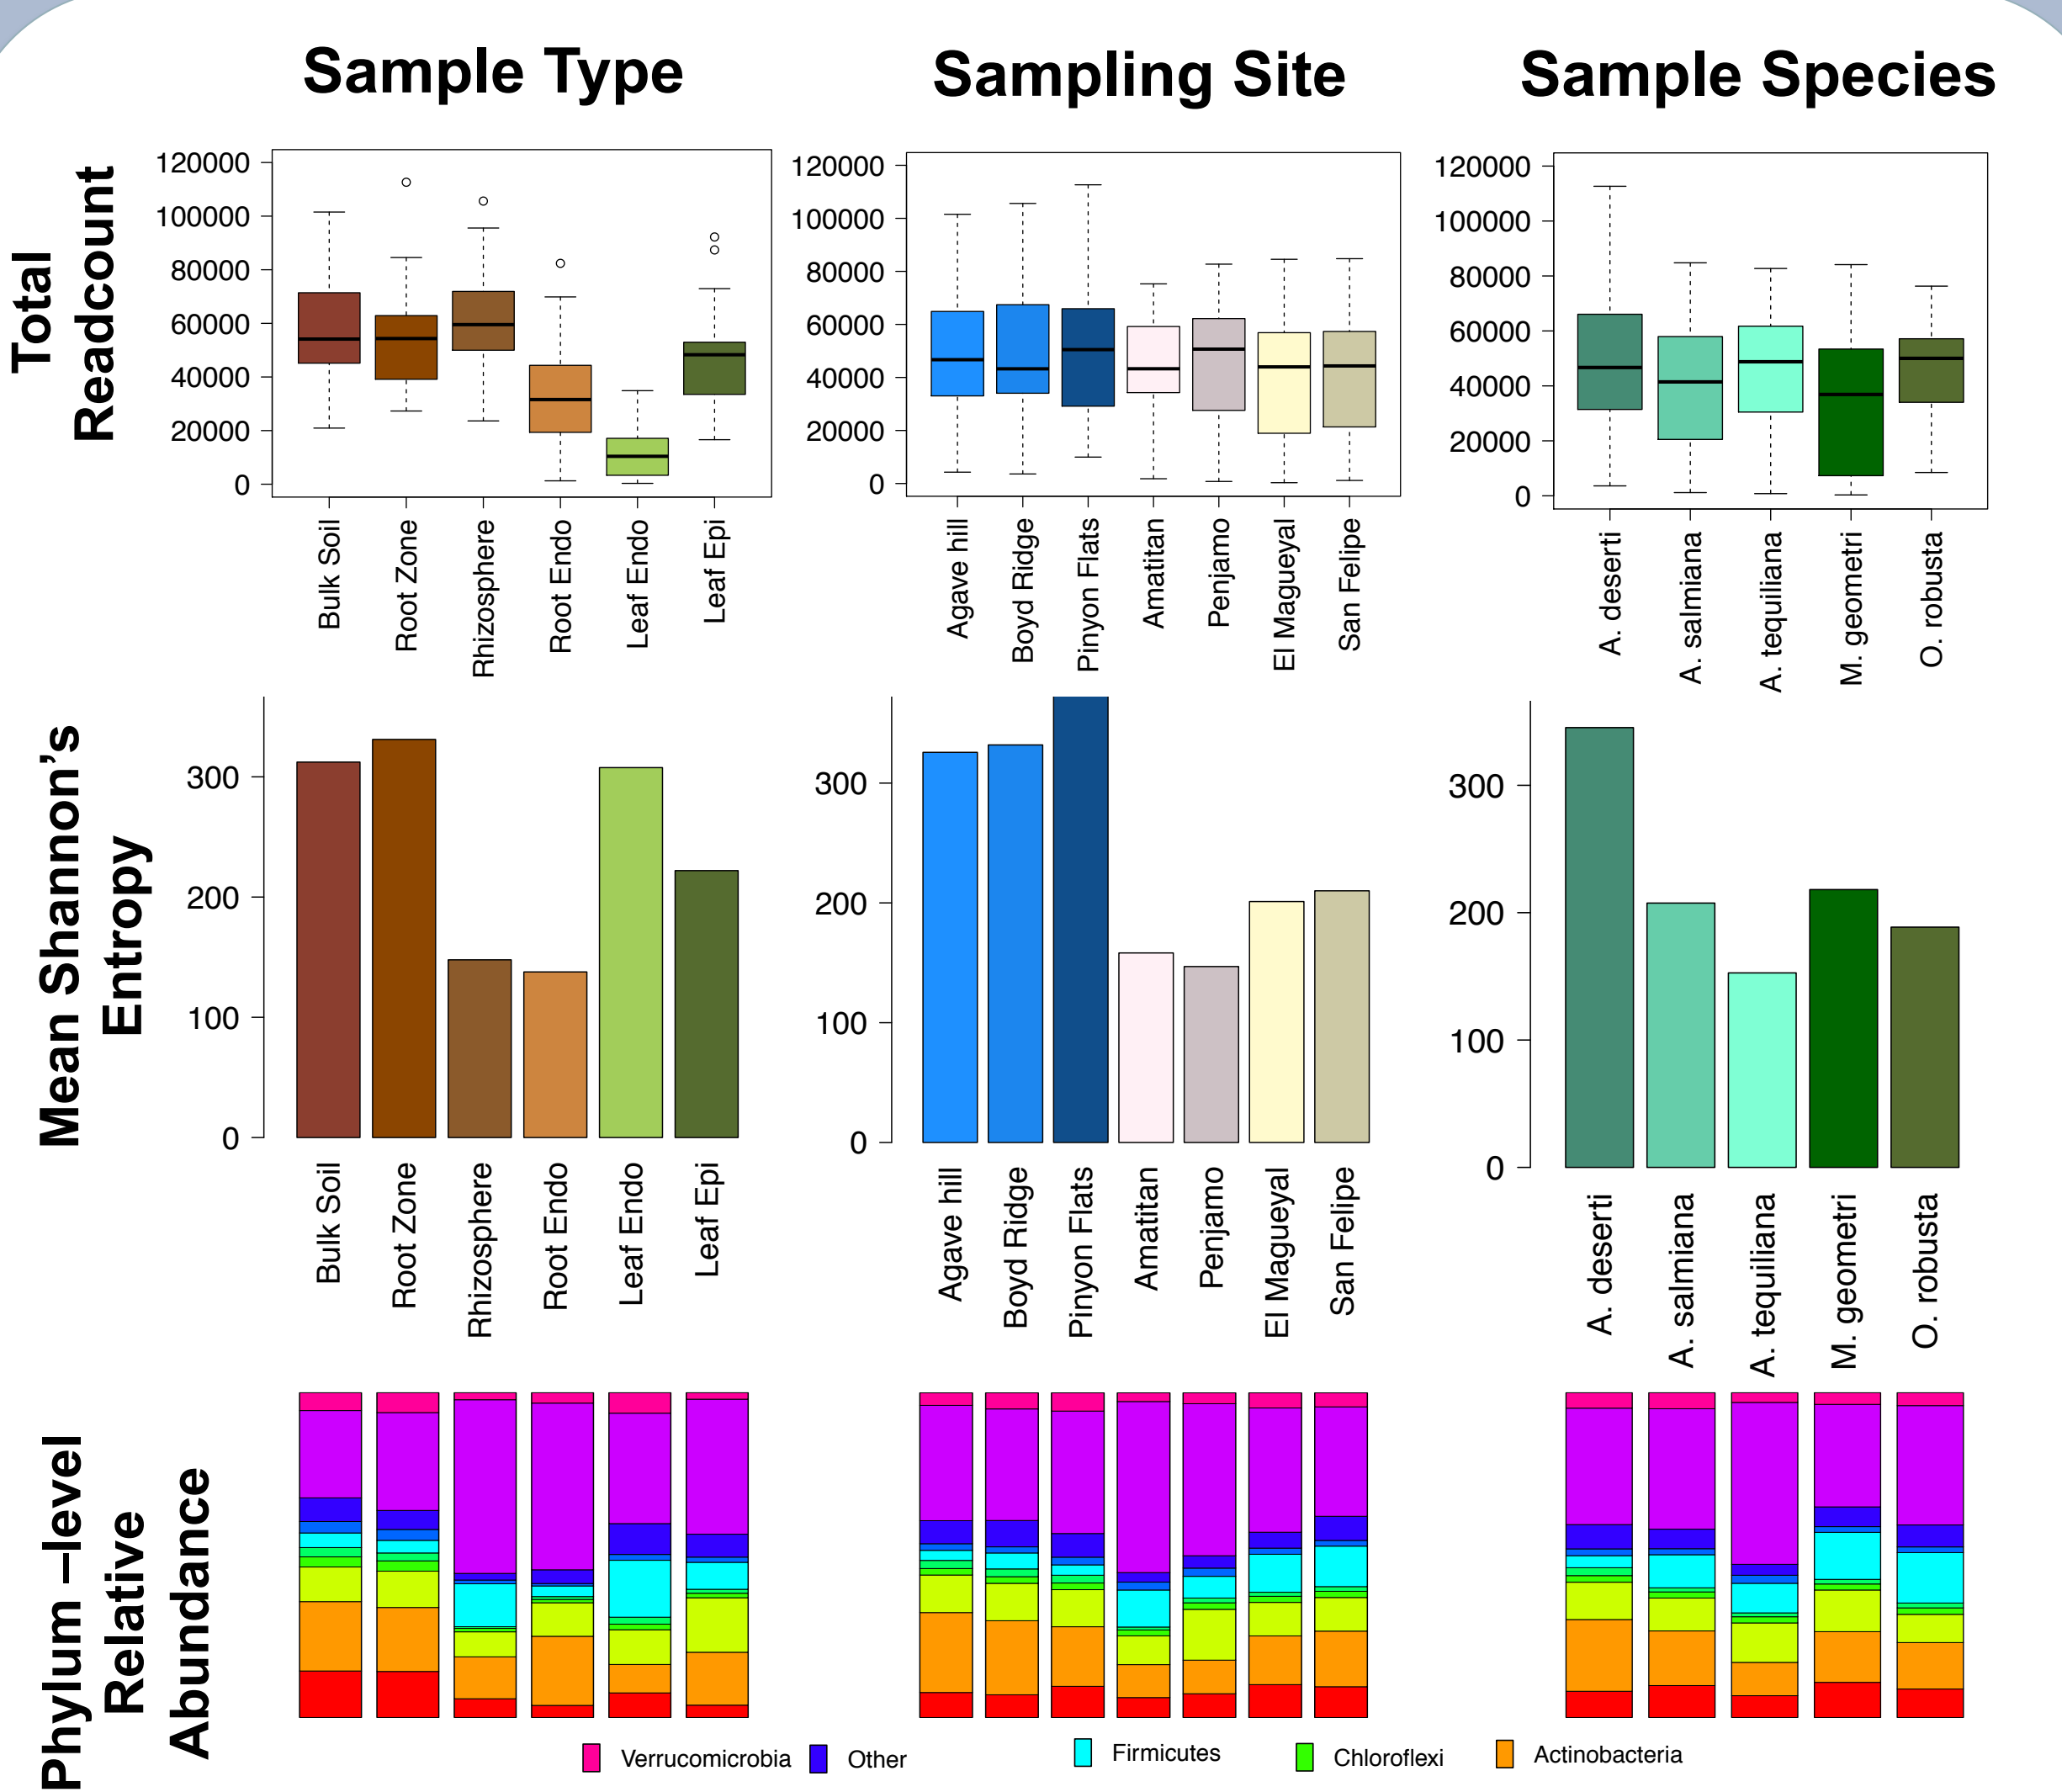 Sample Type
Sampling Site
Sample Species
Total
Readcount
120000
100000
80000
60000
40000
20000
0
Bulk Soil
Root Zone
Rhizosphere
Root Endo
Leaf Endo
Leaf Epi
120000
100000
80000
60000
40000
20000
0
Agave hill
Boyd Ridge
Pinyon Flats
Amatitan
Penjamo
El Magueyal
San Felipe
120000
100000
80000
60000
40000
20000
0
A. deserti
A. salmiana
A. tequiliana
M. geometri
O. robusta
Mean Shannon’s
Entropy
300
200
100
0
Bulk Soil
Root Zone
Rhizosphere
Root Endo
Leaf Endo
Leaf Epi
300
200
100
0
Agave hill
Boyd Ridge
Pinyon Flats
Amatitan
Penjamo
El Magueyal
San Felipe
300
200
100
0
A. deserti
A. salmiana
A. tequiliana
M. geometri
O. robusta
Phylum –level
Relative
Abundance
Verrucomicrobia
Other
Firmicutes
Chloroflexi
Actinobacteria